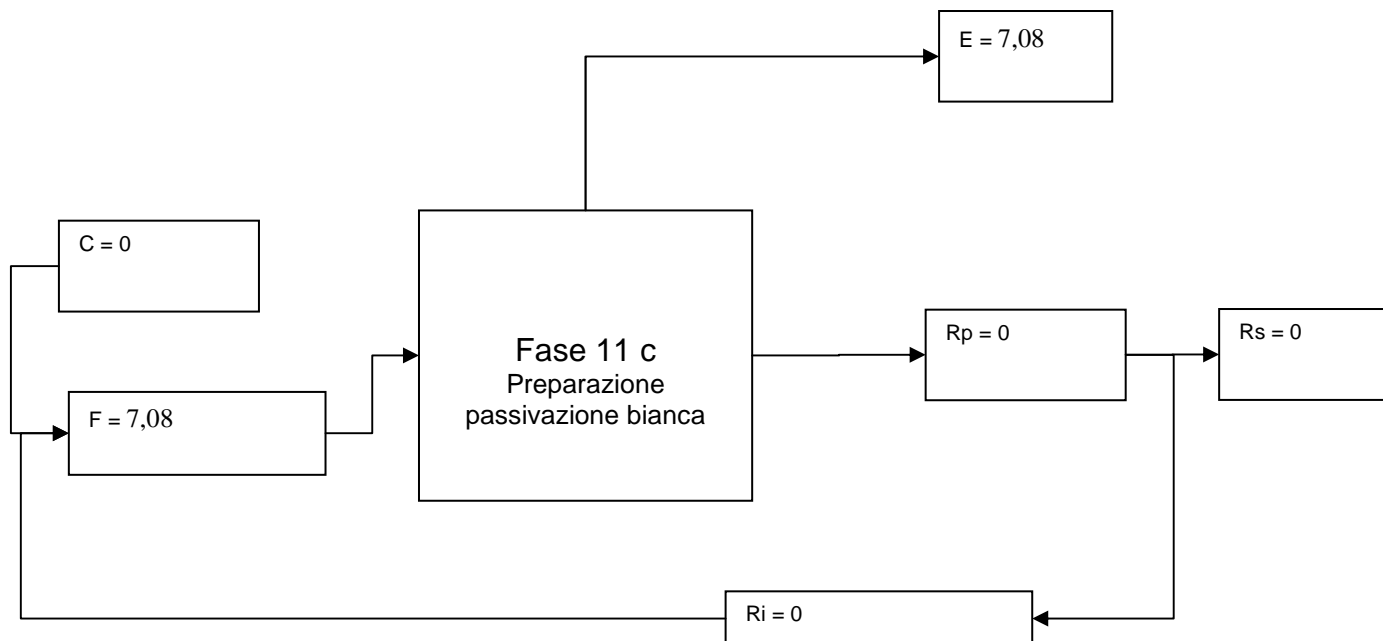 E = 7,08
C = 0
F = 7,08
Fase 11 c
Preparazione
passivazione bianca
Rp = 0
Rs = 0
Ri = 0